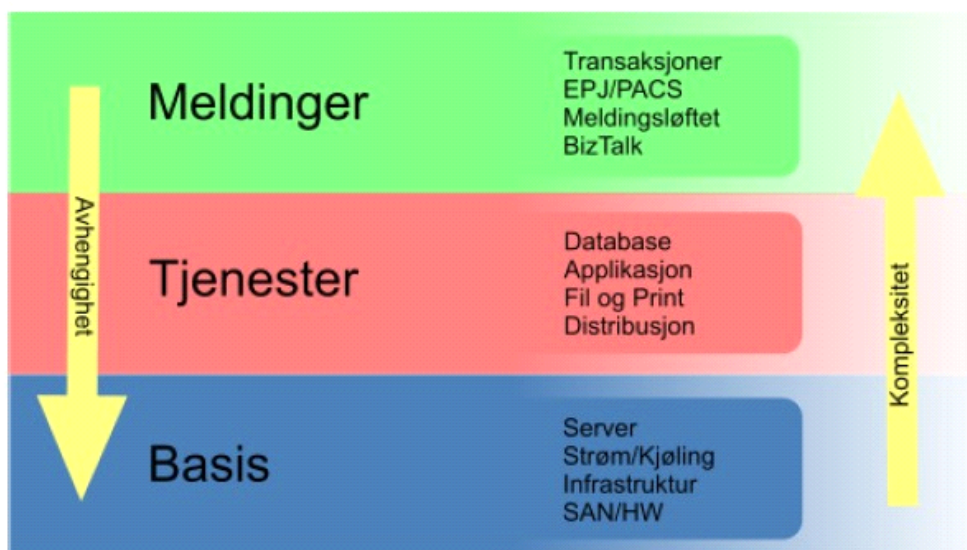 Meldinger
Transaksjoner
EPJ/PACS
Meldingsløftet
BizTalk
Avhengighet
Tjenester
Database
Applikasjon
Fil og Print
Distribusjon
Kompleksitet
Basis
Server
Strøm/Kjøling
Infrastruktur
SAN/HW